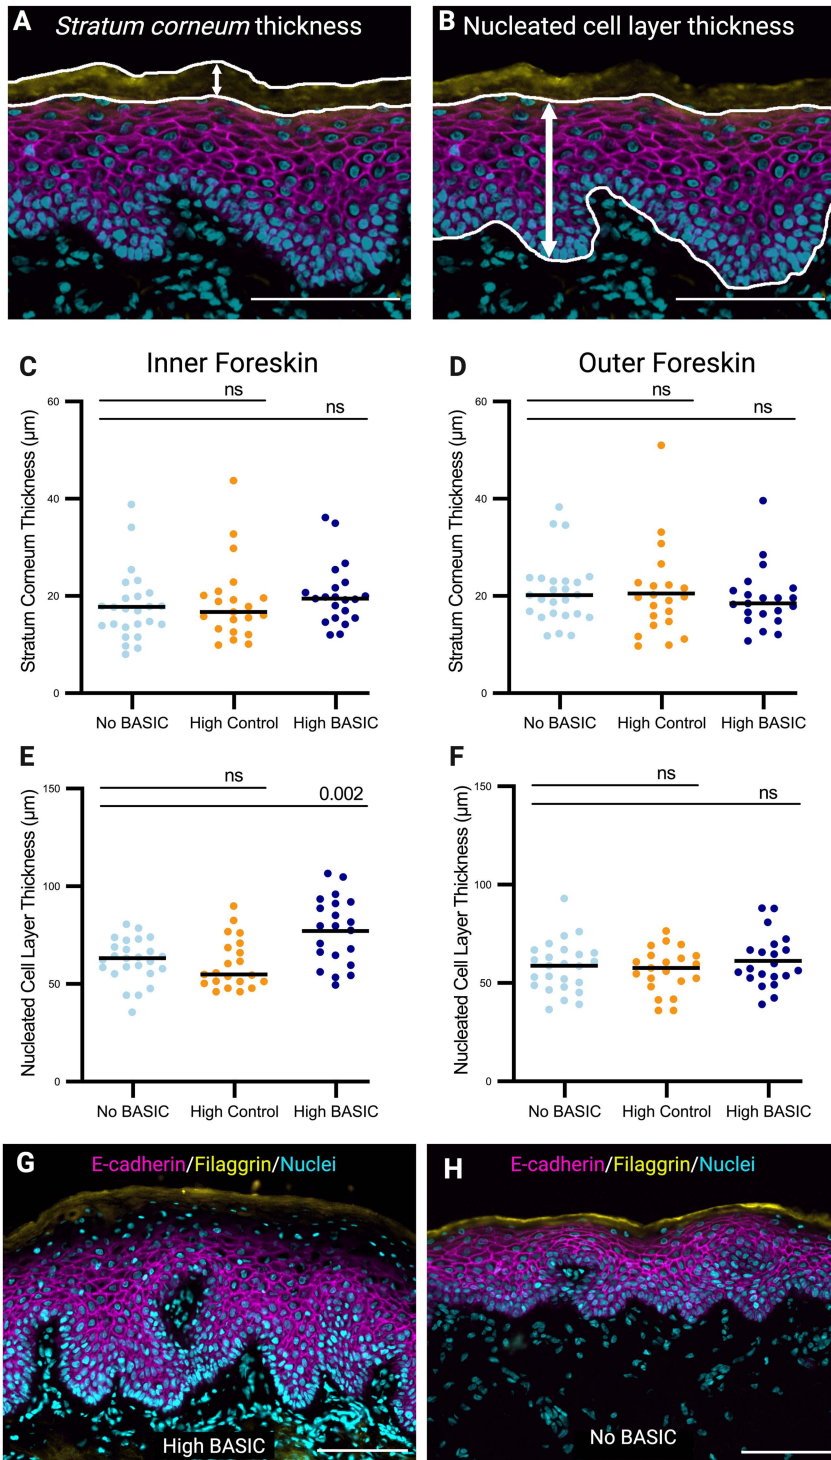 A Stratum corneum thickness
B Nucleated cell layer thickness
C Inner Foreskin
Stratum Corneum Thickness (µm)
60
40
20
0
ns
ns
No BASIC High Control High BASIC
D Outer Foreskin
Stratum Corneum Thickness (µm)
60
40
20
0
ns
ns
No BASIC High Control High BASIC
E
Nucleated Cell Layer Thickness (µm)
150
100
50
0
ns
0.002
No BASIC High Control High BASIC
F
Nucleated Cell Layer Thickness (µm)
150
100
50
0
ns
ns
No BASIC High Control High BASIC
G E-cadherin/Filaggrin/Nuclei
High BASIC
H E-cadherin/Filaggrin/Nuclei
No BASIC